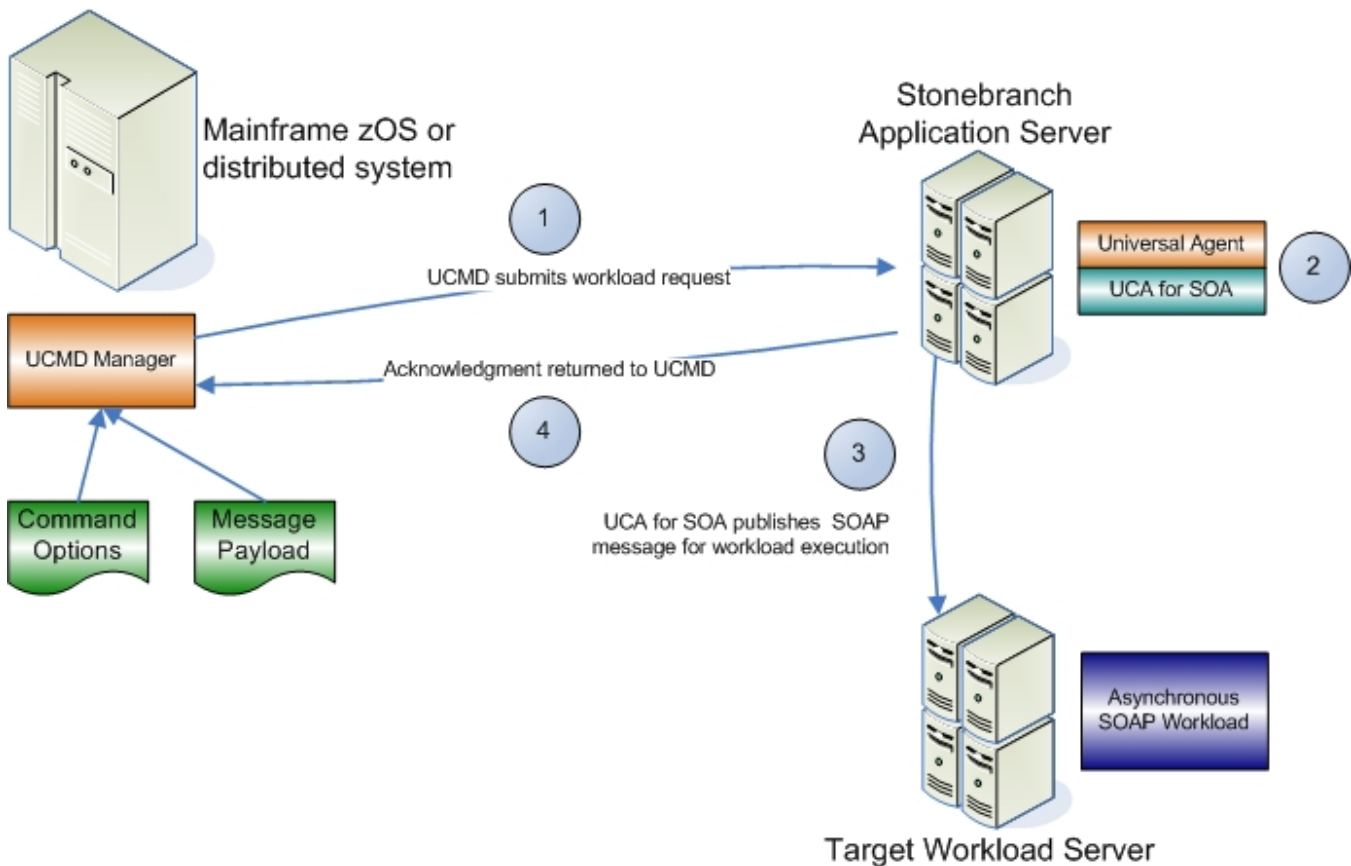 Mainframe zOS or
distributed system
Stonebranch
Application Server
1
UCMD submits workload request
Universal Agent
UCA for SOA
2
UCMD Manager
Acknowledgment returned to UCMD
4
3
Command
Options
Message
Payload
UCA for SOA publishes SOAP
message for workload execution
Asynchronous
SOAP Workload
Target Workload Server